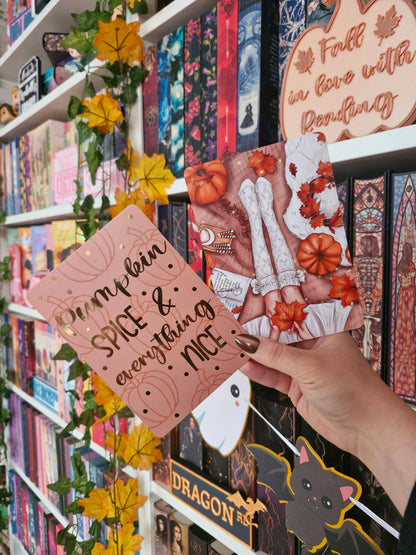 Fall
in love with
Reading
Pumpkin
SPICE &
everything
NICE
DRAGON